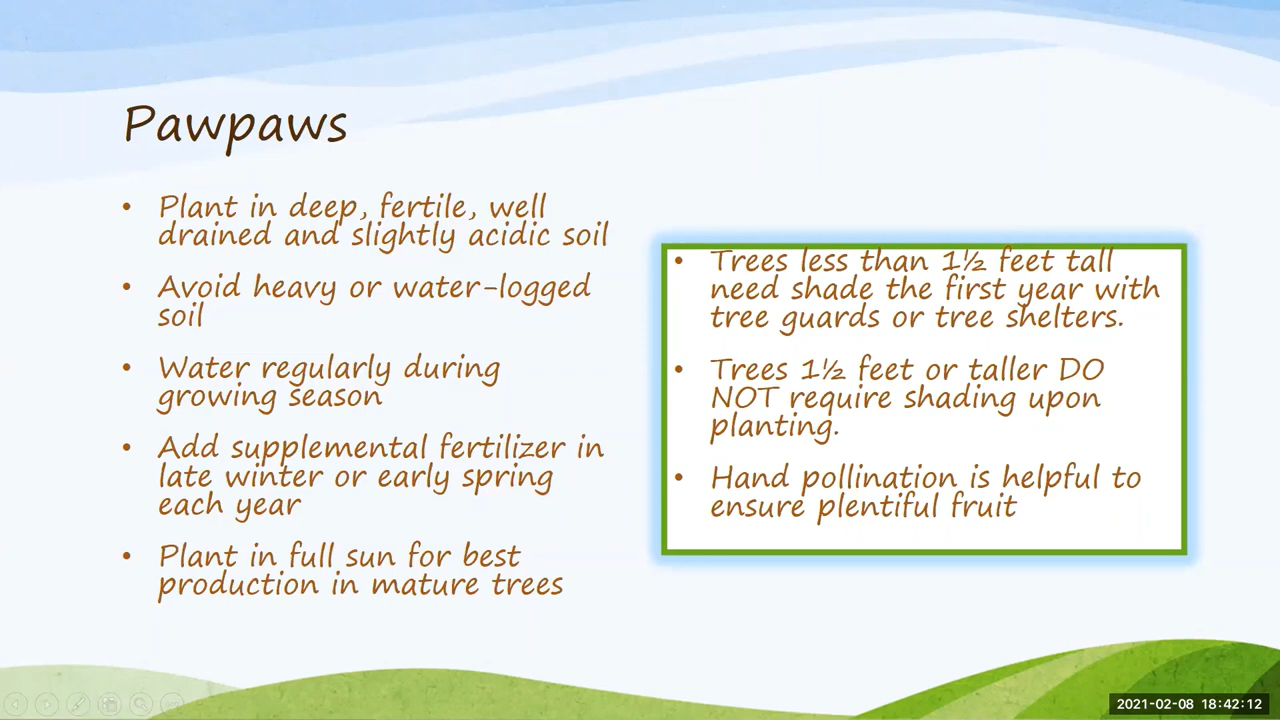 Pawpaws
• Plant in deep, fertile, well
drained and slightly acidic soil
• Avoid heavy or water-logged
soil
• Water regularly during
growing season
• Add supplemental fertilizer in
late winter or early spring
each year
• Plant in full sun for best
production in mature trees
• Trees less than 1½ feet tall
need shade the first year with
tree guards or tree shelters.
• Trees 1½ feet or taller DO
NOT require shading upon
planting.
• Hand pollination is helpful to
ensure plentiful fruit
2021-02-08 18:42:12